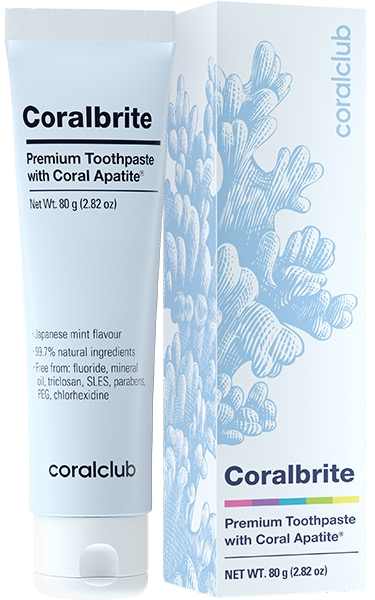 Coralbrite
Premium Toothpaste
with Coral Apatite®
Net Wt. 80 g (2.82 oz)
·Japanese mint flavour
·99.7% natural ingredients
·Free from: fluoride, mineral
oil, triclosan, SLES, parabens,
PEG, chlorhexidine
coralclub
coralclub
Coralbrite
Premium Toothpaste
with Coral Apatite®
NET WT. 80 g (2.82 oz)